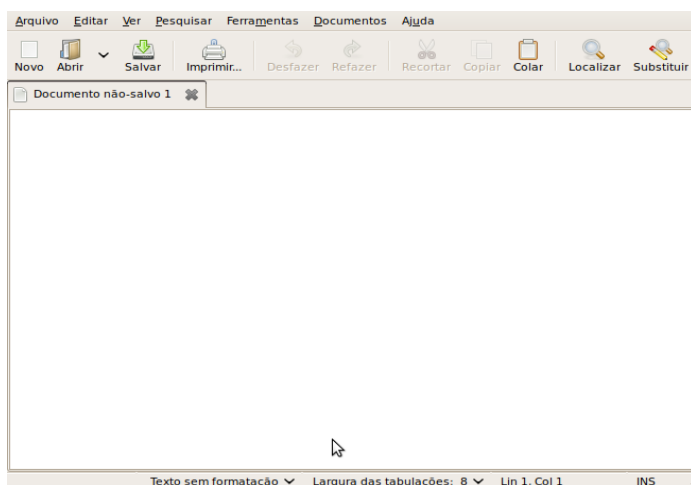 Arquivo Editar Ver Pesquisar Ferramentas Documentos Ajuda
Novo Abrir Salvar Imprimir... Desfazer Refazer Recortar Copiar Colar Localizar Substituir
Documento não-salvo 1
Texto sem formatação Largura das tabulações: 8 Lin 1, Col 1 INS